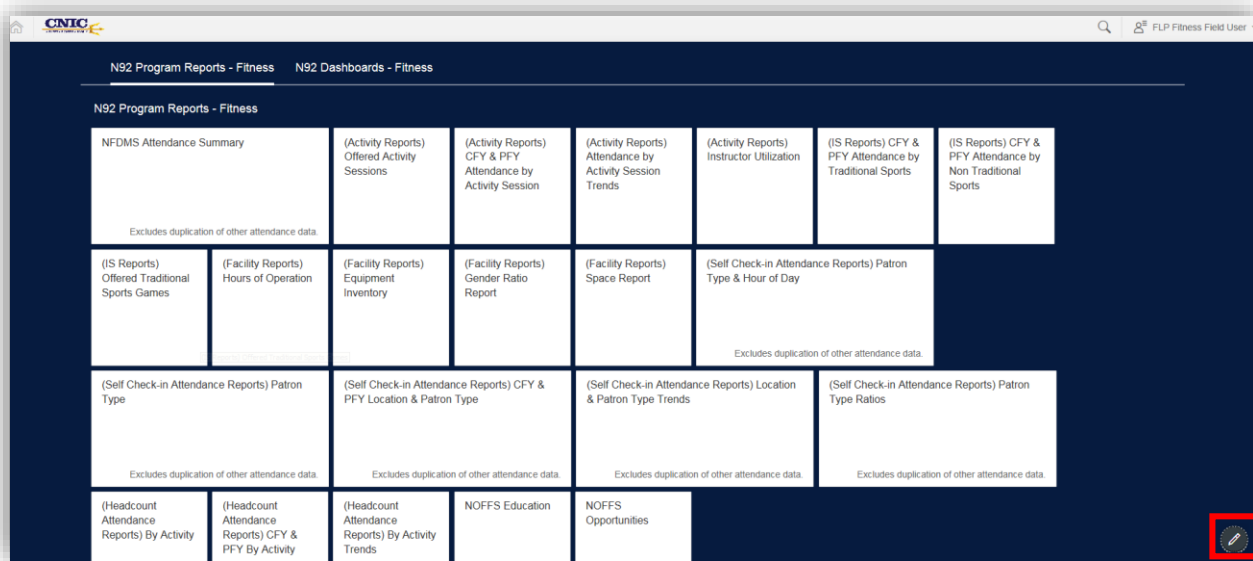 CNIC
FLP Fitness Field User
N92 Program Reports - Fitness
N92 Dashboards - Fitness
N92 Program Reports - Fitness
NFDMS Attendance Summary
Excludes duplication of other attendance data.
(Activity Reports)
Offered Activity
Sessions
(Activity Reports)
CFY & PFY
Attendance by
Activity Session
(Activity Reports)
Attendance by
Activity Session
Trends
(Activity Reports)
Instructor Utilization
(IS Reports) CFY &
PFY Attendance by
Traditional Sports
(IS Reports) CFY &
PFY Attendance by
Non Traditional
Sports
(IS Reports)
Offered Traditional
Sports Games
(Facility Reports)
Hours of Operation
(Facility Reports)
Equipment
Inventory
(Facility Reports)
Gender Ratio
Report
(Facility Reports)
Space Report
(Self Check-in Attendance Reports) Patron
Type & Hour of Day
Excludes duplication of other attendance data.
(Self Check-in Attendance Reports) Patron
Type
Excludes duplication of other attendance data.
(Self Check-in Attendance Reports) CFY &
PFY Location & Patron Type
Excludes duplication of other attendance data.
(Self Check-in Attendance Reports) Location
& Patron Type Trends
Excludes duplication of other attendance data.
(Self Check-in Attendance Reports) Patron
Type Ratios
Excludes duplication of other attendance data.
(Headcount
Attendance
Reports) By Activity
(Headcount
Attendance
Reports) CFY &
PFY By Activity
(Headcount
Attendance
Reports) By Activity
Trends
NOFFS Education
NOFFS
Opportunities